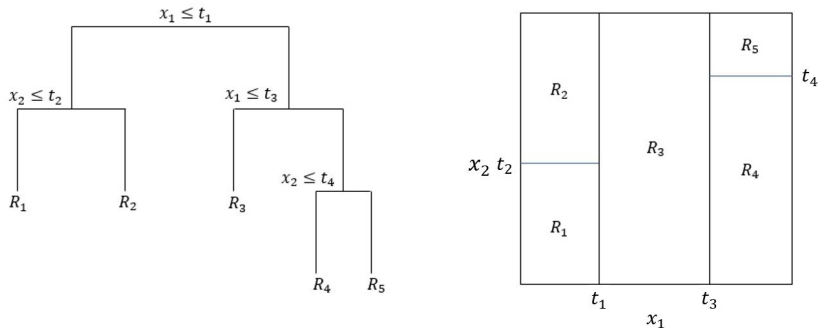 x₁ ≤ t₁
x₂ ≤ t₂
x₁ ≤ t₃
x₂ ≤ t₄
R₁
R₂
R₃
R₄
R₅
R₅
t₄
R₂
R₃
x₂ t₂
R₄
R₁
t₁
t₃
x₁